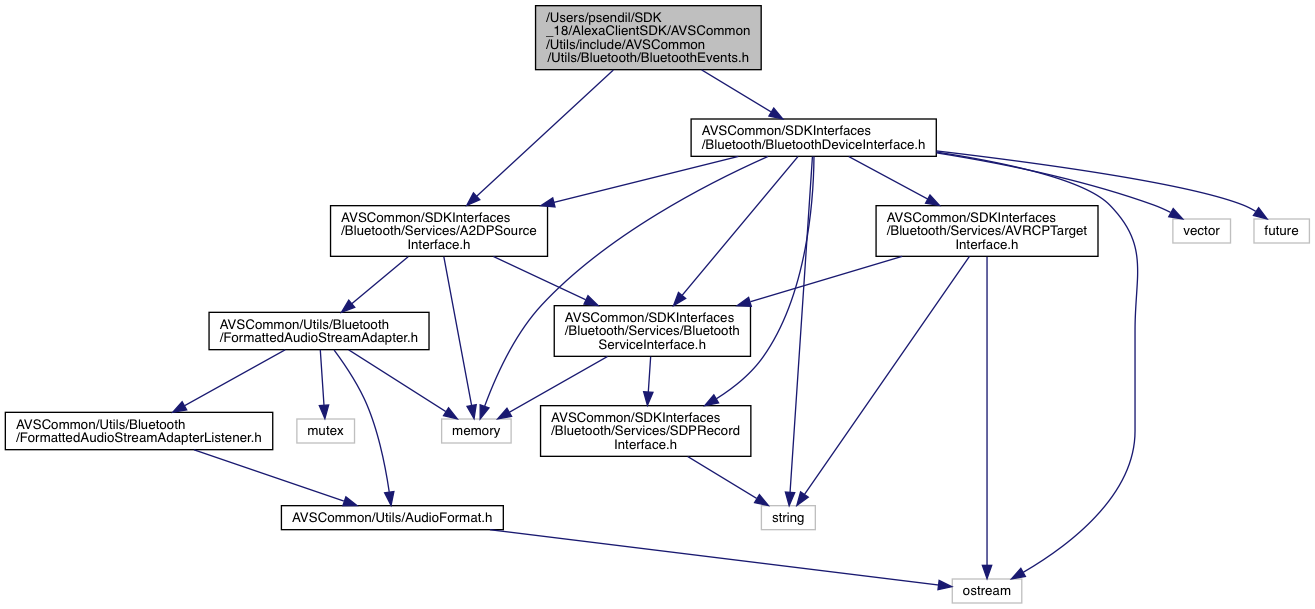 /Users/psendil/SDK
_18/AlexaClientSDK/AVSCommon
/Utils/include/AVSCommon
/Utils/Bluetooth/BluetoothEvents.h
AVSCommon/SDKInterfaces
/Bluetooth/BluetoothDeviceInterface.h
AVSCommon/SDKInterfaces
/Bluetooth/Services/A2DPSource
Interface.h
AVSCommon/SDKInterfaces
/Bluetooth/Services/AVRCPTarget
Interface.h
vector
future
AVSCommon/Utils/Bluetooth
/FormattedAudioStreamAdapter.h
AVSCommon/SDKInterfaces
/Bluetooth/Services/Bluetooth
ServiceInterface.h
AVSCommon/Utils/Bluetooth
/FormattedAudioStreamAdapterListener.h
mutex
memory
AVSCommon/SDKInterfaces
/Bluetooth/Services/SDPRecord
Interface.h
AVSCommon/Utils/AudioFormat.h
string
ostream